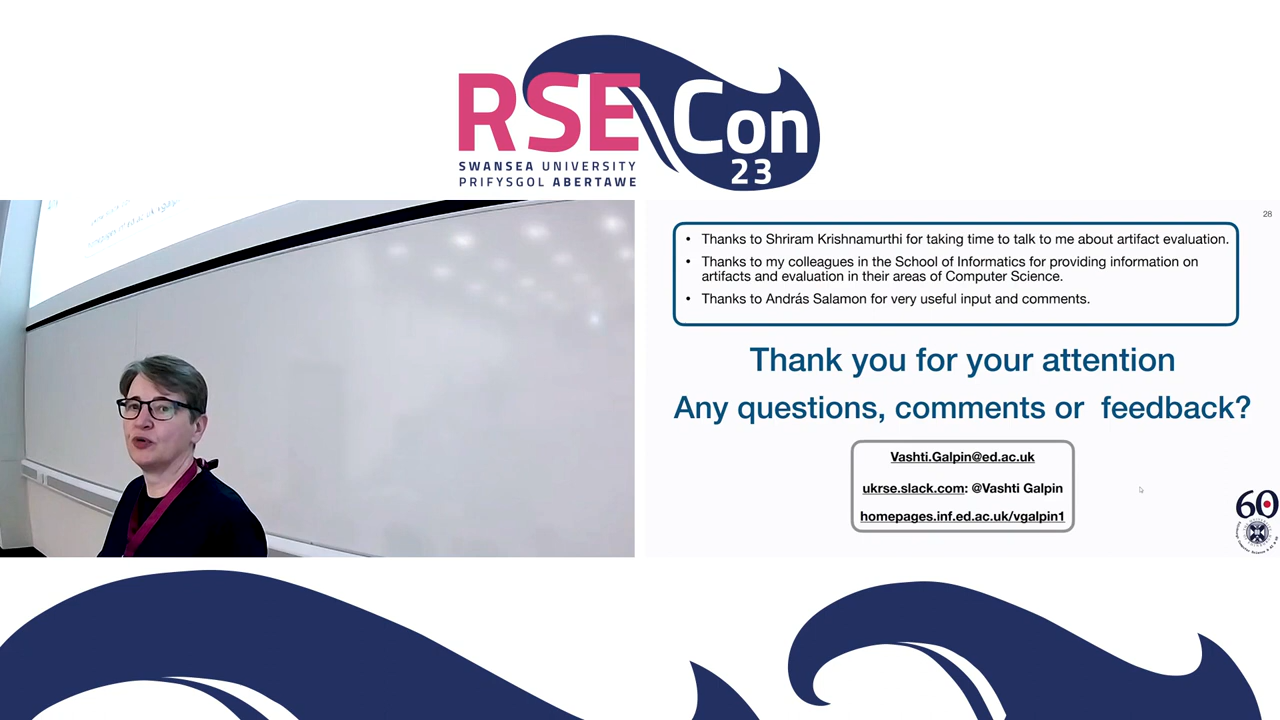 RSE Con
23
SWANSEA UNIVERSITY
PRIFYSGOL ABERTAWE
28
• Thanks to Shriram Krishnamurthi for taking time to talk to me about artifact evaluation.
• Thanks to my colleagues in the School of Informatics for providing information on
artifacts and evaluation in their areas of Computer Science.
• Thanks to András Salamon for very useful input and comments.
Thank you for your attention
Any questions, comments or feedback?
Vashti.Galpin@ed.ac.uk
ukrse.slack.com: @Vashti Galpin
homepages.inf.ed.ac.uk/vgalpin1
60